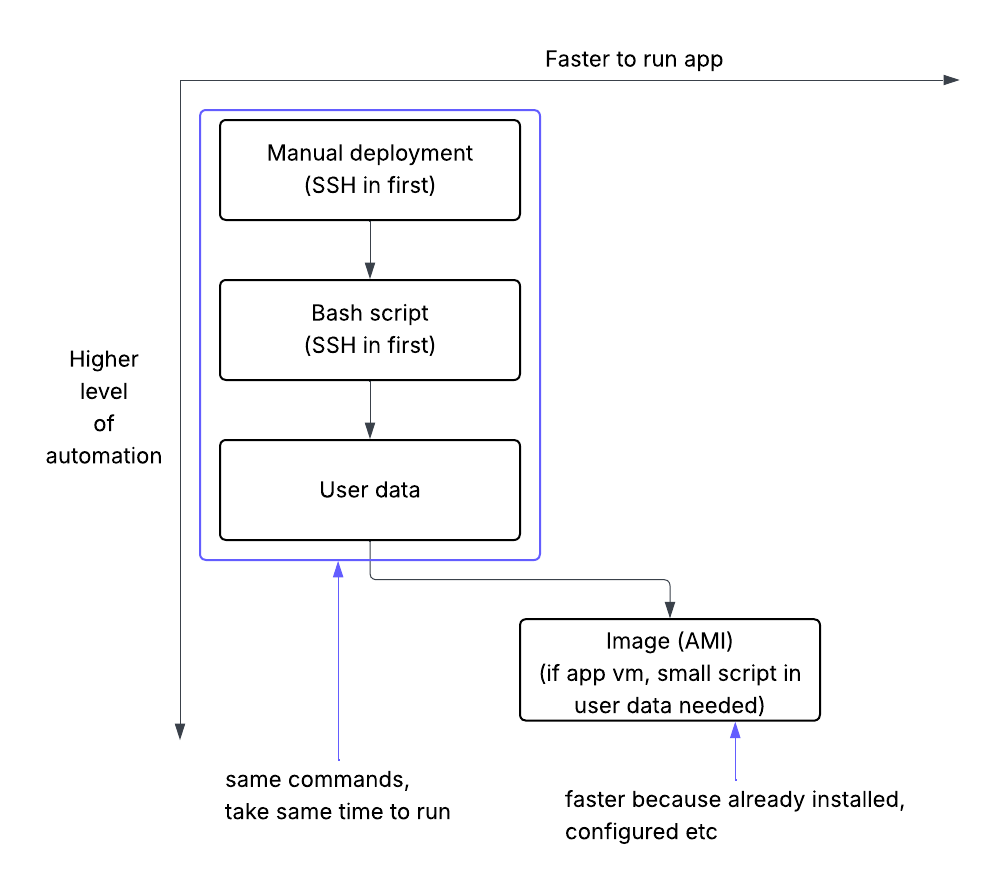 Faster to run app
Manual deployment
(SSH in first)
Bash script
(SSH in first)
Higher
level
of
automation
User data
Image (AMI)
(if app vm, small script in
user data needed)
same commands,
take same time to run
faster because already installed,
configured etc